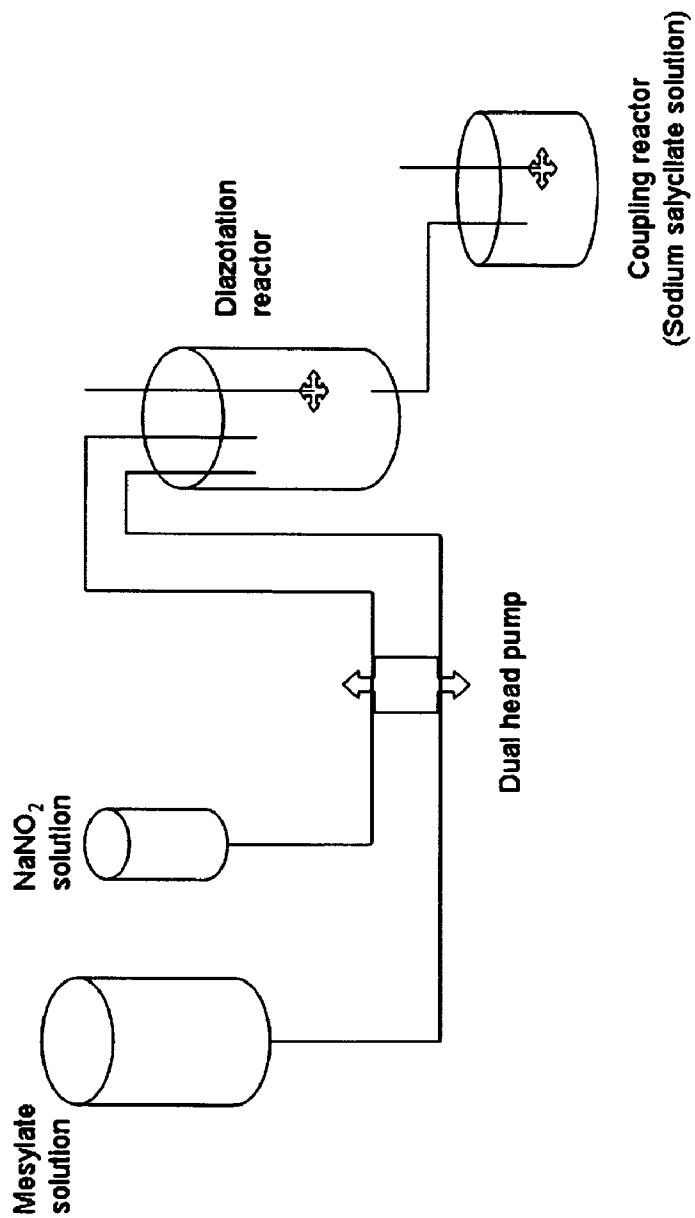 Mesylate
solution
NaNO₂
solution
Dual head pump
Diazotation
reactor
Coupling reactor
(Sodium salycilate solution)